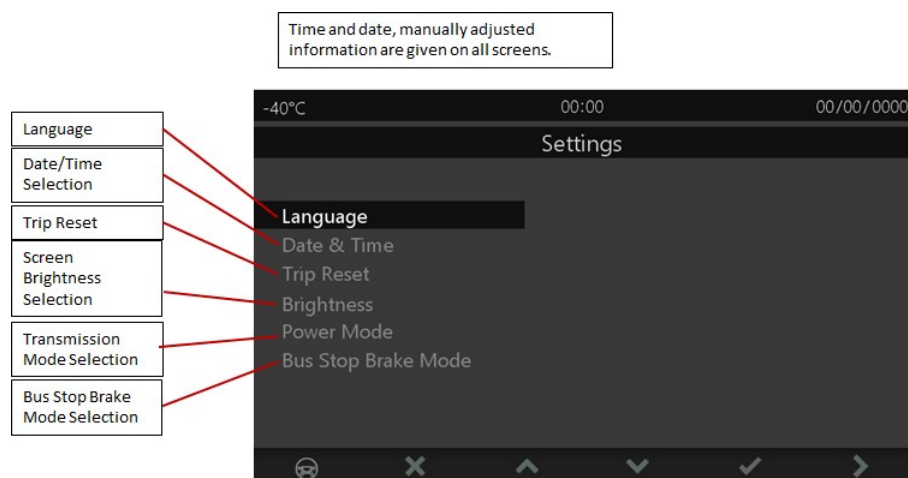 Time and date, manually adjusted
information are given on all screens.
-40°C 00:00 00/00/0000
Settings
Language
Date/Time
Selection
Trip Reset
Screen
Brightness
Selection
Transmission
Mode Selection
Bus Stop Brake
Mode Selection
Language
Date & Time
Trip Reset
Brightness
Power Mode
Bus Stop Brake Mode